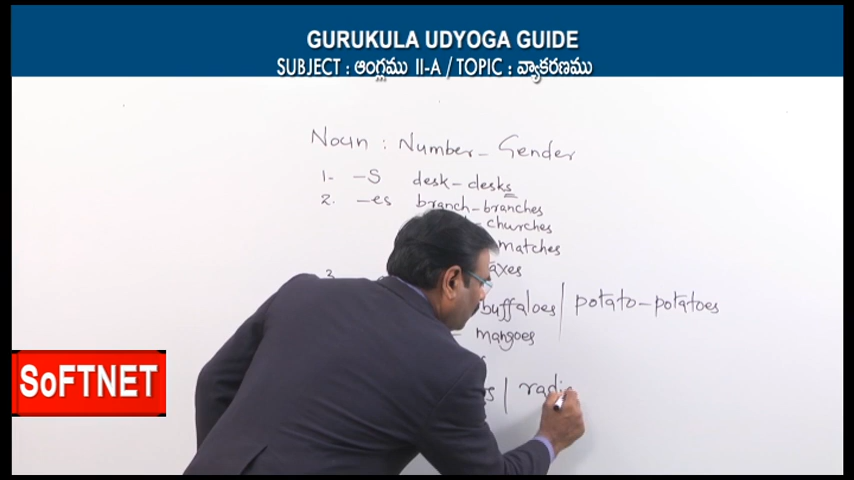 GURUKULA UDYOGA GUIDE
SUBJECT : ఆంగ్లము II-A / TOPIC : వ్యాకరణము
Noun : Number - Gender
1. -S desk - desks
2. -es branch - branches
- churches
matches
axes
3.
buffaloes | potato - potatoes
- mangoes
| radio
SoFTNET